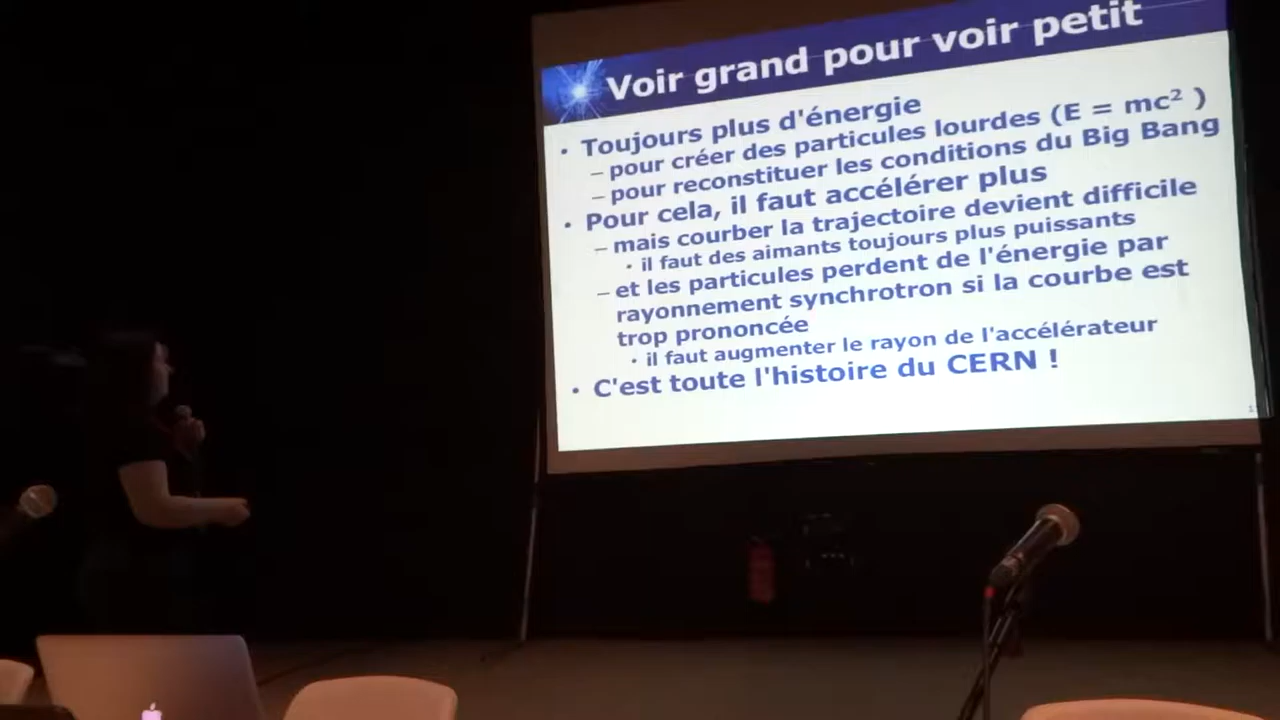 Voir grand pour voir petit
• Toujours plus d'énergie
– pour créer des particules lourdes (E = mc² )
– pour reconstituer les conditions du Big Bang
• Pour cela, il faut accélérer plus
– mais courber la trajectoire devient difficile
• il faut des aimants toujours plus puissants
– et les particules perdent de l'énergie par
rayonnement synchrotron si la courbe est
trop prononcée
• il faut augmenter le rayon de l'accélérateur
• C'est toute l'histoire du CERN !